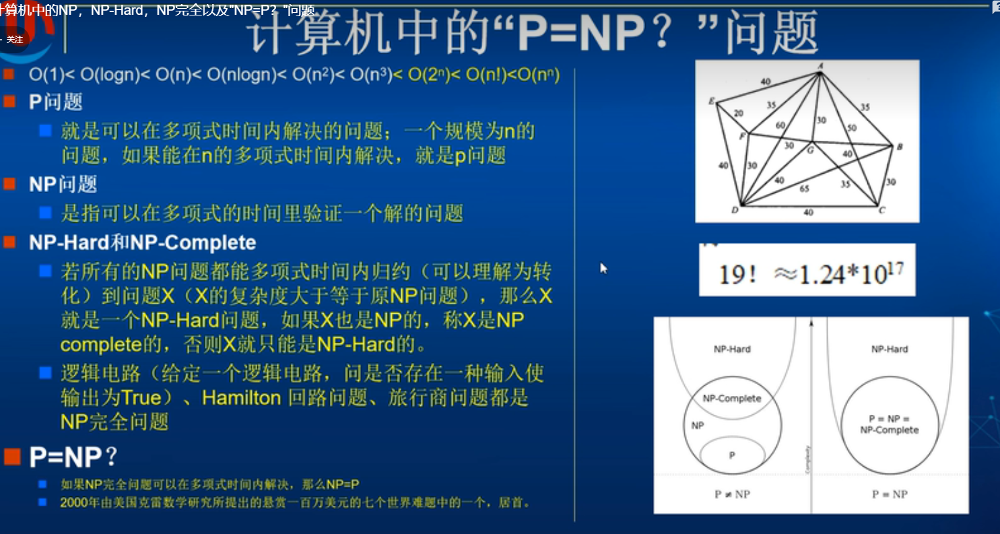 计算机中的NP，NP-Hard，NP完全以及"NP=P？"问题
关注
计算机中的“P=NP？”问题
O(1)< O(logn)< O(n)< O(nlogn)< O(n²)< O(n³)< O(2ⁿ)< O(n!)<O(nⁿ)
P问题
就是可以在多项式时间内解决的问题；一个规模为n的
问题，如果能在n的多项式时间内解决，就是p问题
NP问题
是指可以在多项式的时间里验证一个解的问题
NP-Hard和NP-Complete
若所有的NP问题都能多项式时间内归约（可以理解为转
化）到问题X（X的复杂度大于等于原NP问题），那么X
就是一个NP-Hard问题，如果X也是NP的，称X是NP
complete的，否则X就只能是NP-Hard的。
逻辑电路（给定一个逻辑电路，问是否存在一种输入使
输出为True）、Hamilton 回路问题、旅行商问题都是
NP完全问题
P=NP？
如果NP完全问题可以在多项式时间内解决，那么NP=P
2000年由美国克雷数学研究所提出的悬赏一百万美元的七个世界难题中的一个，居首。
A
40
E
35
35
20
60
30
50
F
30
G
40
B
40
30
40
65
35
30
D
40
C
19! ≈1.24*10¹⁷
NP-Hard
NP-Complete
NP
P
P ≠ NP
Complexity
NP-Hard
P = NP =
NP-Complete
P = NP